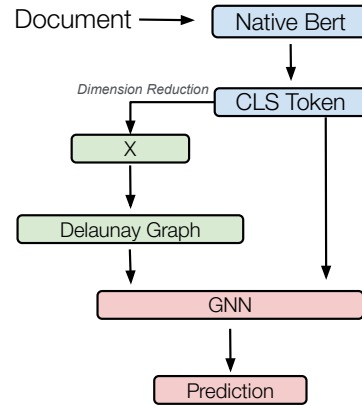 Document
Native Bert
Dimension Reduction
CLS Token
X
Delaunay Graph
GNN
Prediction